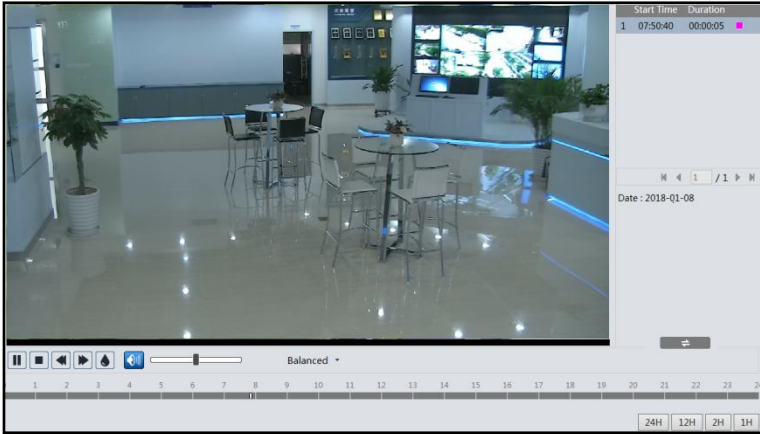 Start Time Duration
1 07:50:40 00:00:05
1 / 1
Date : 2018-01-08
Balanced
1 2 3 4 5 6 7 8 9 10 11 12 13 14 15 16 17 18 19 20 21 22 23 24
24H 12H 2H 1H